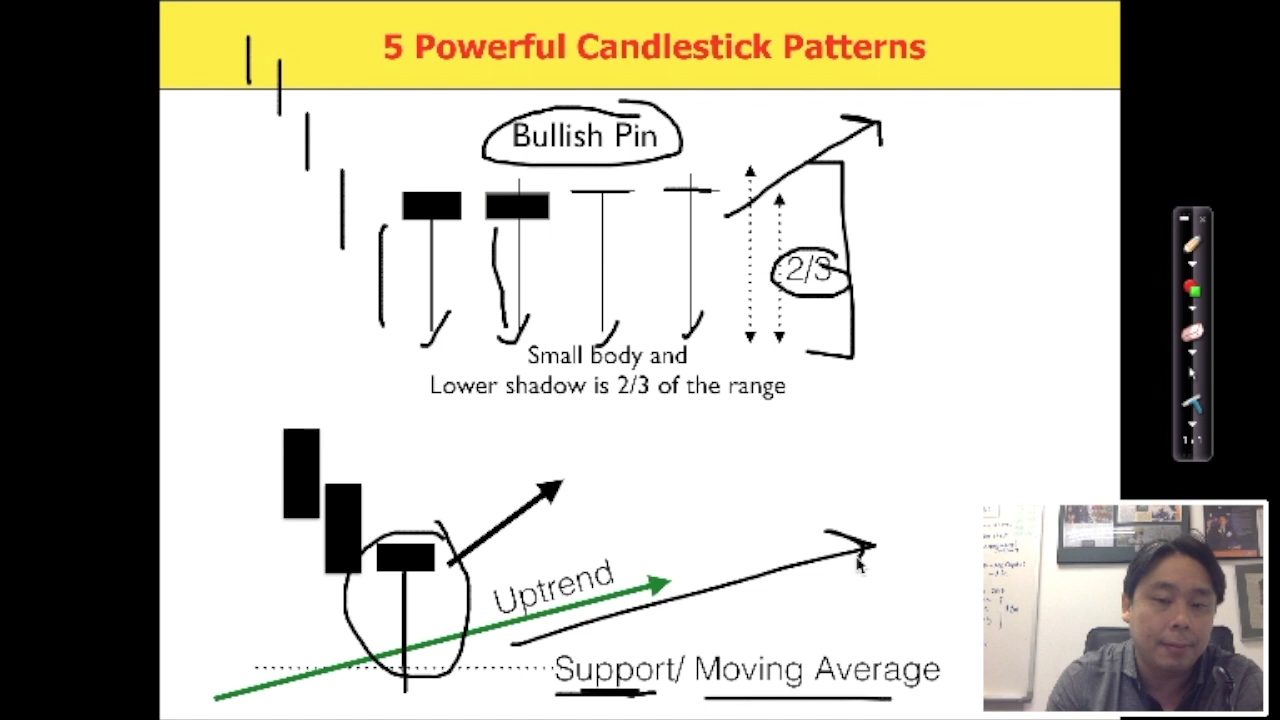 5 Powerful Candlestick Patterns
Bullish Pin
2/3
Small body and
Lower shadow is 2/3 of the range
Uptrend
Support/ Moving Average